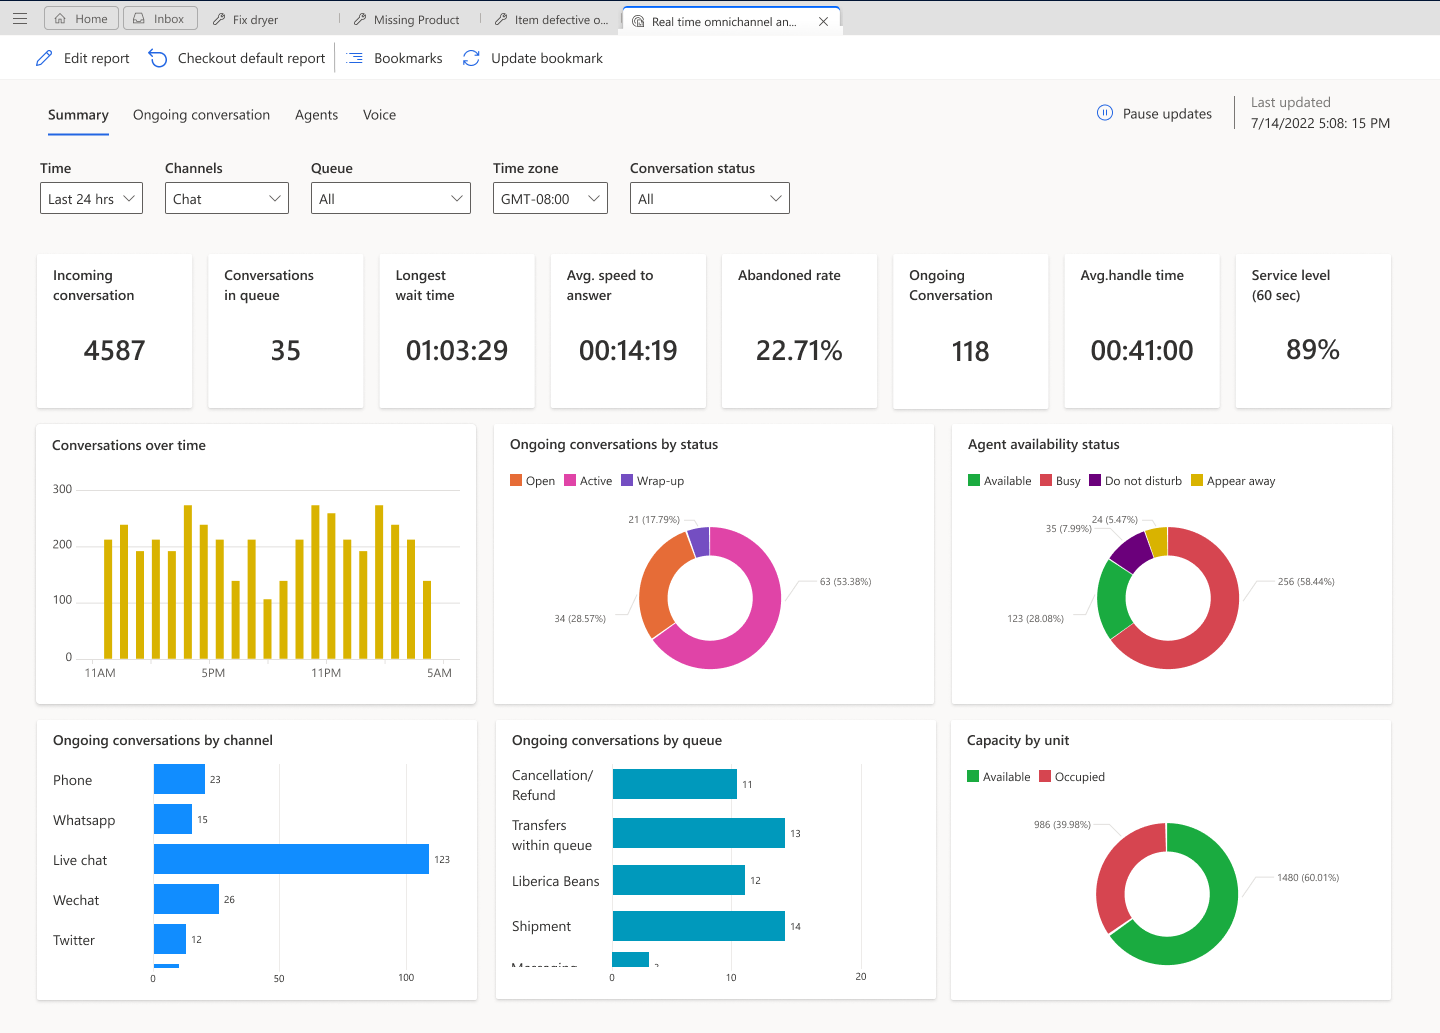 Home
Inbox
Fix dryer
Missing Product
Item defective o...
Real time omnichannel an...
Edit report
Checkout default report
Bookmarks
Update bookmark
Summary
Ongoing conversation
Agents
Voice
Pause updates
Last updated
7/14/2022 5:08: 15 PM
Time
Channels
Queue
Time zone
Conversation status
Last 24 hrs
Chat
All
GMT-08:00
All
Incoming
conversation
4587
Conversations
in queue
35
Longest
wait time
01:03:29
Avg. speed to
answer
00:14:19
Abandoned rate
22.71%
Ongoing
Conversation
118
Avg.handle time
00:41:00
Service level
(60 sec)
89%
Conversations over time
300
200
100
0
11AM
5PM
11PM
5AM
Ongoing conversations by status
Open
Active
Wrap-up
21 (17.79%)
63 (53.38%)
34 (28.57%)
Agent availability status
Available
Busy
Do not disturb
Appear away
24 (5.47%)
35 (7.99%)
256 (58.44%)
123 (28.08%)
Ongoing conversations by channel
Phone
23
Whatsapp
15
Live chat
123
Wechat
26
Twitter
12
0
50
100
Ongoing conversations by queue
Cancellation/
Refund
11
Transfers
within queue
13
Liberica Beans
12
Shipment
14
Messaging
0
10
20
Capacity by unit
Available
Occupied
986 (39.98%)
1480 (60.01%)